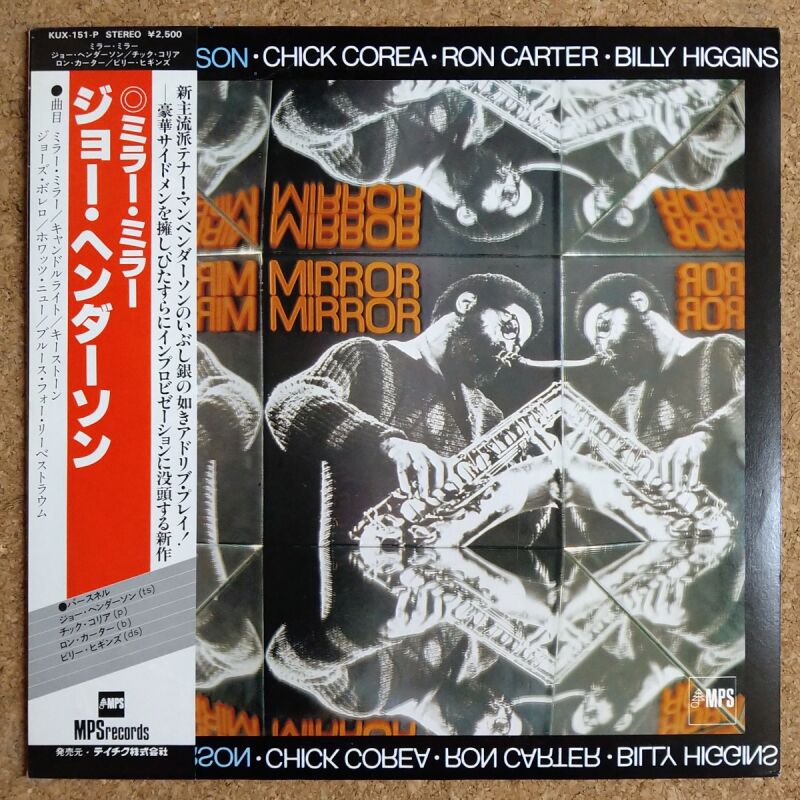 KUX-151-P STEREO ¥2,500
ミラー・ミラー
ジョー・ヘンダーソン/チック・コリア
ロン・カーター/ビリー・ヒギンズ
新主流派テナー・マンヘンダーソンのいぶし銀の如きアドリブ・プレイ!
―豪華サイドメンを擁しひたすらにインプロビゼーションに没頭する新作
◎ミラー・ミラー
ジョー・ヘンダーソン
●曲目 ミラー・ミラー/キャンドルライト/キーストーン
ジョーズ・ボレロ/ホワッツ・ニュー/ブルース・フォー・リーベストラウム
●パースネル
ジョー・ヘンダーソン(ts)
チック・コリア(p)
ロン・カーター(b)
ビリー・ヒギンズ(ds)
MPS
MPSrecords
発売元・テイチク株式会社
SON・CHICK COREA・RON CARTER・BILLY HIGGINS
MIRROR
MIRROR
MIRROR
MIRROR
ROR
ROR
MIRROR
MPS
SSON・CHICK COREA・RON CARTER・BILLY HIGGINS